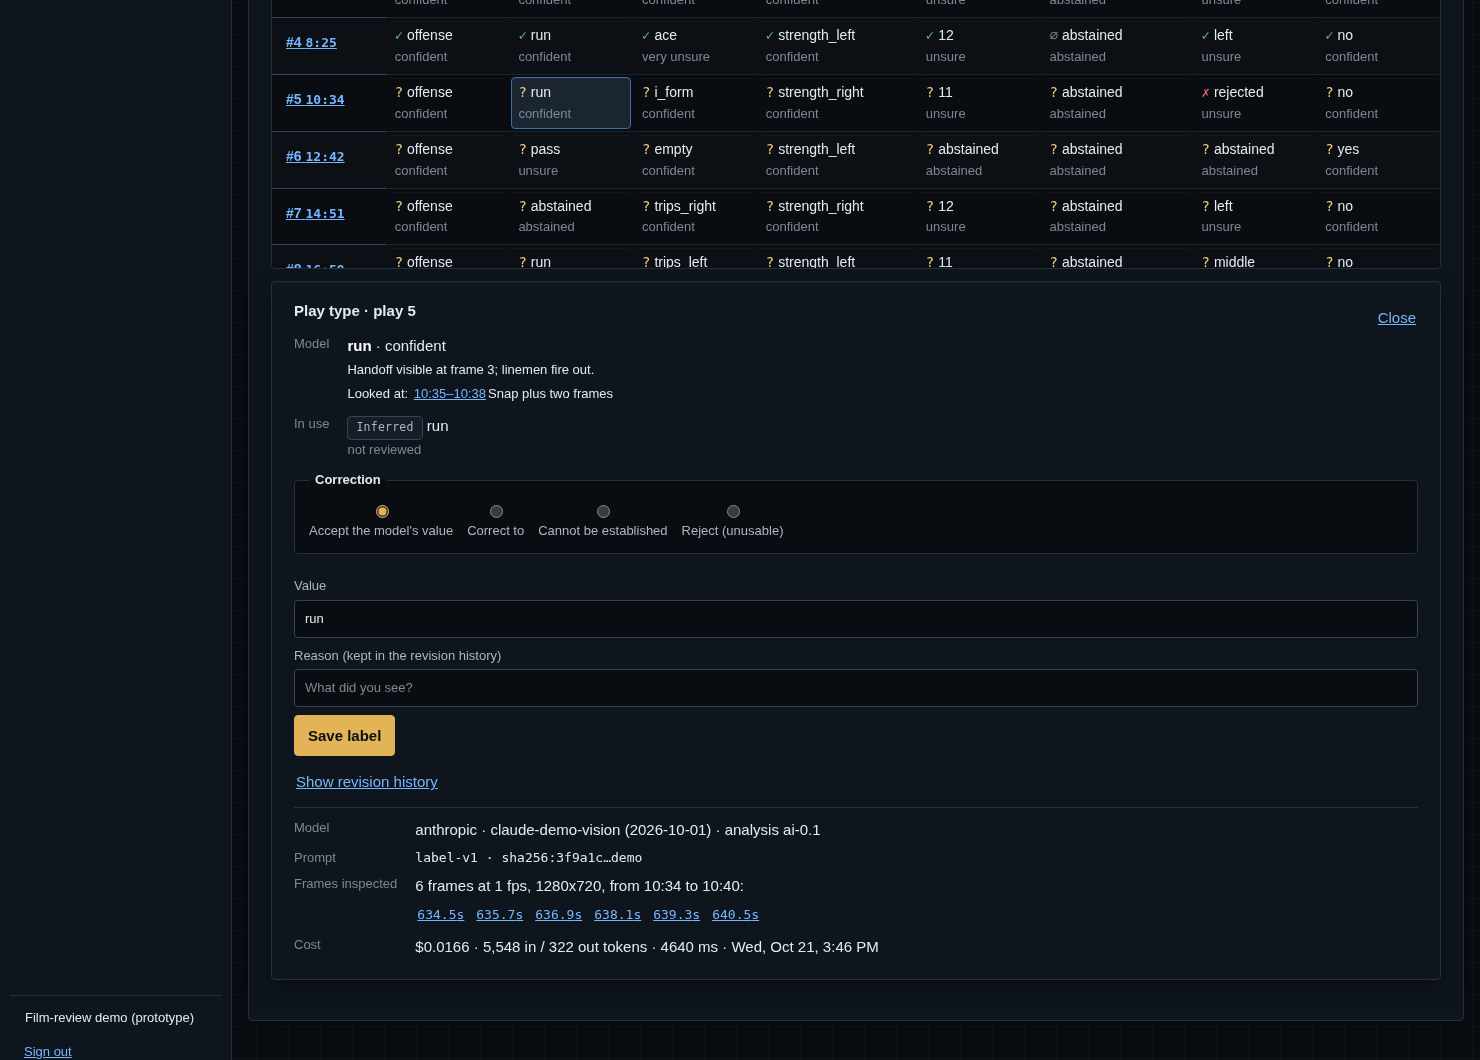 confident confident confident confident unsure abstained unsure confident
#4 8:25 ✓ offense ✓ run ✓ ace ✓ strength_left ✓ 12 ∅ abstained ✓ left ✓ no
confident confident very unsure confident unsure abstained unsure confident
#5 10:34 ? offense ? run ? i_form ? strength_right ? 11 ? abstained ✗ rejected ? no
confident confident confident confident unsure abstained unsure confident
#6 12:42 ? offense ? pass ? empty ? strength_left ? abstained ? abstained ? abstained ? yes
confident unsure confident confident abstained abstained abstained confident
#7 14:51 ? offense ? abstained ? trips_right ? strength_right ? 12 ? abstained ? left ? no
confident abstained confident confident unsure abstained unsure confident
#8 16:59 ? offense ? run ? trips_left ? strength_left ? 11 ? abstained ? middle ? no
Play type · play 5
Close
Model run · confident
Handoff visible at frame 3; linemen fire out.
Looked at: 10:35–10:38 Snap plus two frames
In use Inferred run
not reviewed
Correction
Accept the model's value Correct to Cannot be established Reject (unusable)
Value
run
Reason (kept in the revision history)
What did you see?
Save label
Show revision history
Model anthropic · claude-demo-vision (2026-10-01) · analysis ai-0.1
Prompt label-v1 · sha256:3f9a1c…demo
Frames inspected 6 frames at 1 fps, 1280x720, from 10:34 to 10:40:
634.5s 635.7s 636.9s 638.1s 639.3s 640.5s
Cost $0.0166 · 5,548 in / 322 out tokens · 4640 ms · Wed, Oct 21, 3:46 PM
Film-review demo (prototype)
Sign out